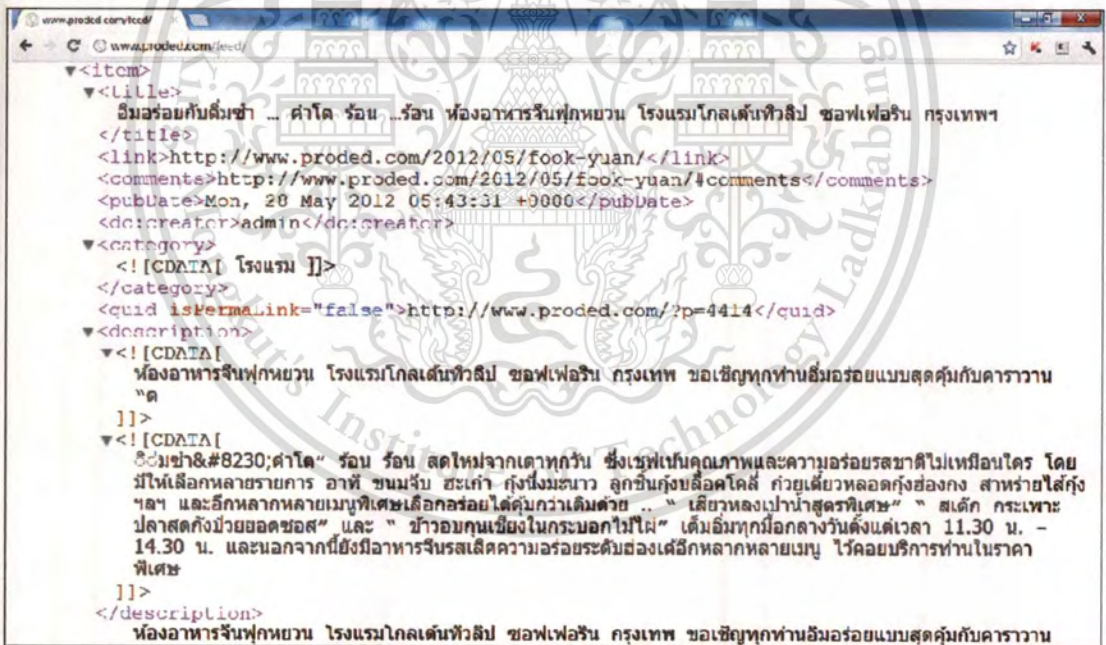 www.proded.com/feed/
www.proded.com/feed/
▼<item>
▼<title>
อิ่มอร่อยกับติ่มซำ ... คำโต ร้อน ...ร้อน ห้องอาหารจีนฟุกหยวน โรงแรมโกลเด้นทิวลิป ซอฟเฟอริน กรุงเทพฯ
</title>
<link>http://www.proded.com/2012/05/fook-yuan/</link>
<comments>http://www.proded.com/2012/05/fook-yuan/#comments</comments>
<pubDate>Mon, 28 May 2012 05:43:31 +0000</pubDate>
<dc:creator>admin</dc:creator>
▼<category>
<![CDATA[ โรงแรม ]]>
</category>
<guid isPermaLink="false">http://www.proded.com/?p=4414</guid>
▼<description>
▼<![CDATA[
ห้องอาหารจีนฟุกหยวน โรงแรมโกลเด้นทิวลิป ซอฟเฟอริน กรุงเทพ ขอเชิญทุกท่านอิ่มอร่อยแบบสุดคุ้มกับคาราวาน
“ต
]]>
▼<![CDATA[
ิ่มซำ&#8230;คำโต” ร้อน ร้อน สดใหม่จากเตาทุกวัน ซึ่งเชฟเน้นคุณภาพและความอร่อยรสชาติไม่เหมือนใคร โดย
มีให้เลือกหลายรายการ อาทิ ขนมจีบ ฮะเก๋า กุ้งนึ่งมะนาว ลูกชิ้นกุ้งบล็อคโคลี่ ก๋วยเตี๋ยวหลอดกุ้งฮ่องกง สาหร่ายไส้กุ้ง
ฯลฯ และอีกหลากหลายเมนูพิเศษเลือกอร่อยได้คุ้มกว่าเดิมด้วย .. “ เสี่ยวหลงเปาน้ำสูตรพิเศษ” “ สเต๊ก กระเพาะ
ปลาสดกังป๋วยยอดซอส” และ “ ข้าวอบกุนเชียงในกระบอกไม้ไผ่” เต็มอิ่มทุกมื้อกลางวันตั้งแต่เวลา 11.30 น. –
14.30 น. และนอกจากนี้ยังมีอาหารจีนรสเลิศความอร่อยระดับฮ่องเต้อีกหลากหลายเมนู ไว้คอยบริการท่านในราคา
พิเศษ
]]>
</description>
ห้องอาหารจีนฟุกหยวน โรงแรมโกลเด้นทิวลิป ซอฟเฟอริน กรุงเทพ ขอเชิญทุกท่านอิ่มอร่อยแบบสุดคุ้มกับคาราวาน